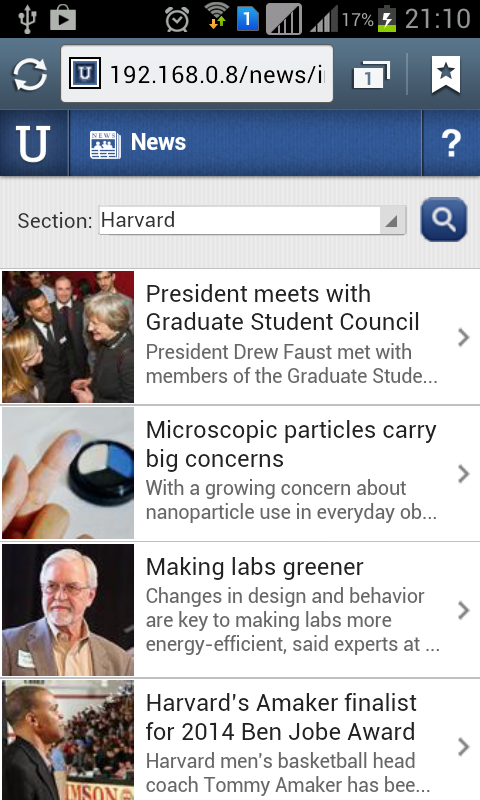 1 17% 21:10
U 192.168.0.8/news/i 1
U NEWS News ?
Section: Harvard
President meets with
Graduate Student Council
President Drew Faust met with
members of the Graduate Stude...
Microscopic particles carry
big concerns
With a growing concern about
nanoparticle use in everyday ob...
Making labs greener
Changes in design and behavior
are key to making labs more
energy-efficient, said experts at ...
Harvard's Amaker finalist
for 2014 Ben Jobe Award
Harvard men's basketball head
coach Tommy Amaker has bee...
IMSON